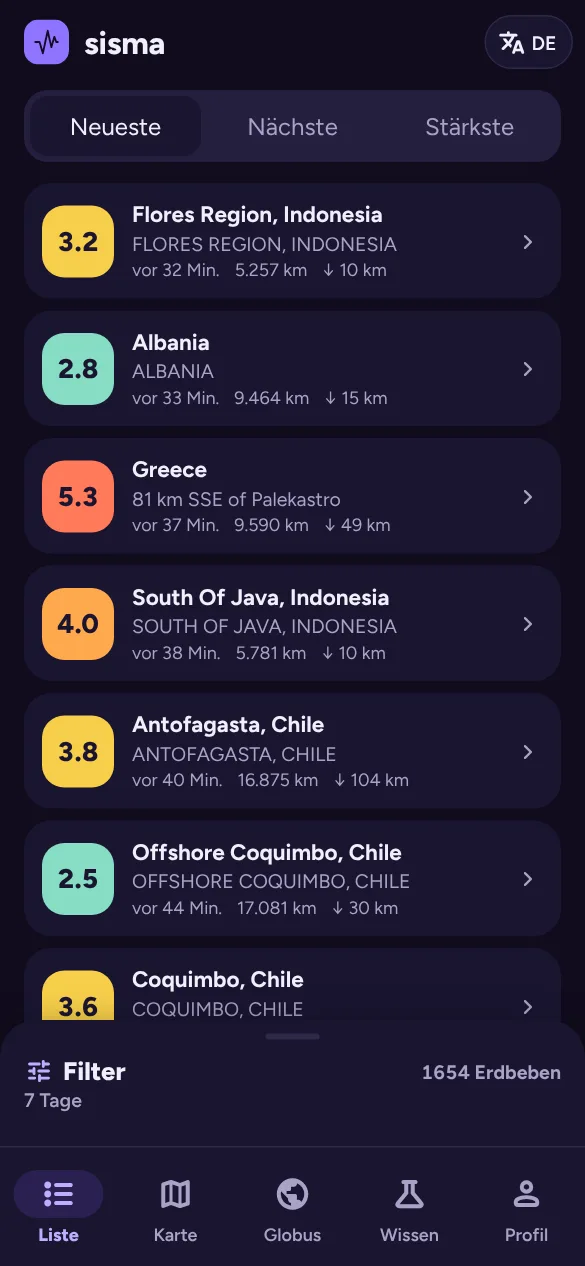 sisma
DE
Neueste Nächste Stärkste
3.2
Flores Region, Indonesia
FLORES REGION, INDONESIA
vor 32 Min. 5.257 km ↓ 10 km
2.8
Albania
ALBANIA
vor 33 Min. 9.464 km ↓ 15 km
5.3
Greece
81 km SSE of Palekastro
vor 37 Min. 9.590 km ↓ 49 km
4.0
South Of Java, Indonesia
SOUTH OF JAVA, INDONESIA
vor 38 Min. 5.781 km ↓ 10 km
3.8
Antofagasta, Chile
ANTOFAGASTA, CHILE
vor 40 Min. 16.875 km ↓ 104 km
2.5
Offshore Coquimbo, Chile
OFFSHORE COQUIMBO, CHILE
vor 44 Min. 17.081 km ↓ 30 km
3.6
Coquimbo, Chile
COQUIMBO, CHILE
Filter
1654 Erdbeben
7 Tage
Liste Karte Globus Wissen Profil